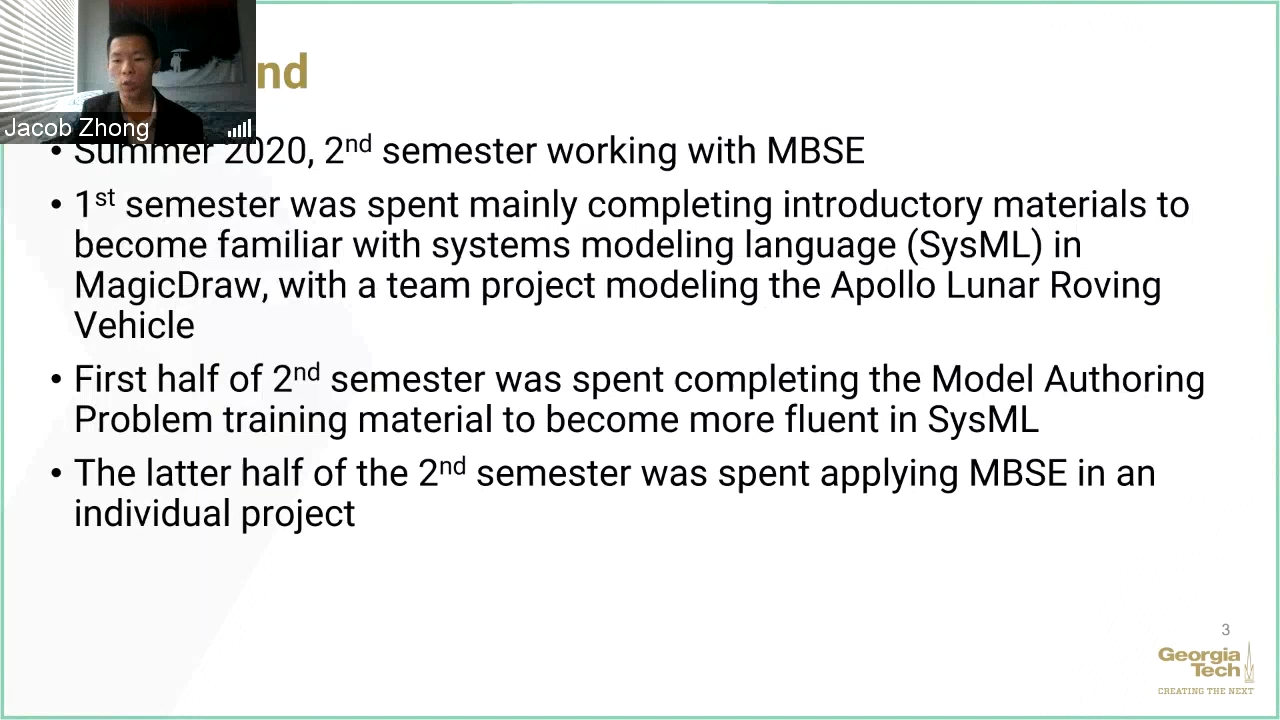 nd
Jacob Zhong
• Summer 2020, 2nd semester working with MBSE
• 1st semester was spent mainly completing introductory materials to
become familiar with systems modeling language (SysML) in
MagicDraw, with a team project modeling the Apollo Lunar Roving
Vehicle
• First half of 2nd semester was spent completing the Model Authoring
Problem training material to become more fluent in SysML
• The latter half of the 2nd semester was spent applying MBSE in an
individual project
3
Georgia
Tech
CREATING THE NEXT